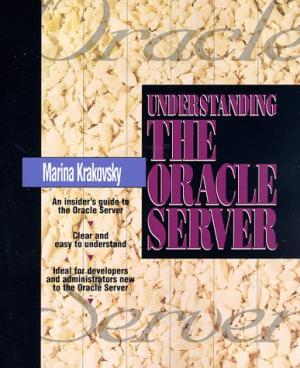 Oracle
UNDERSTANDING
THE
ORACLE
SERVER
Marina Krakovsky
An insider's guide to
the Oracle Server
Clear and
easy to understand
Ideal for developers
and administrators new
to the Oracle Server
Server